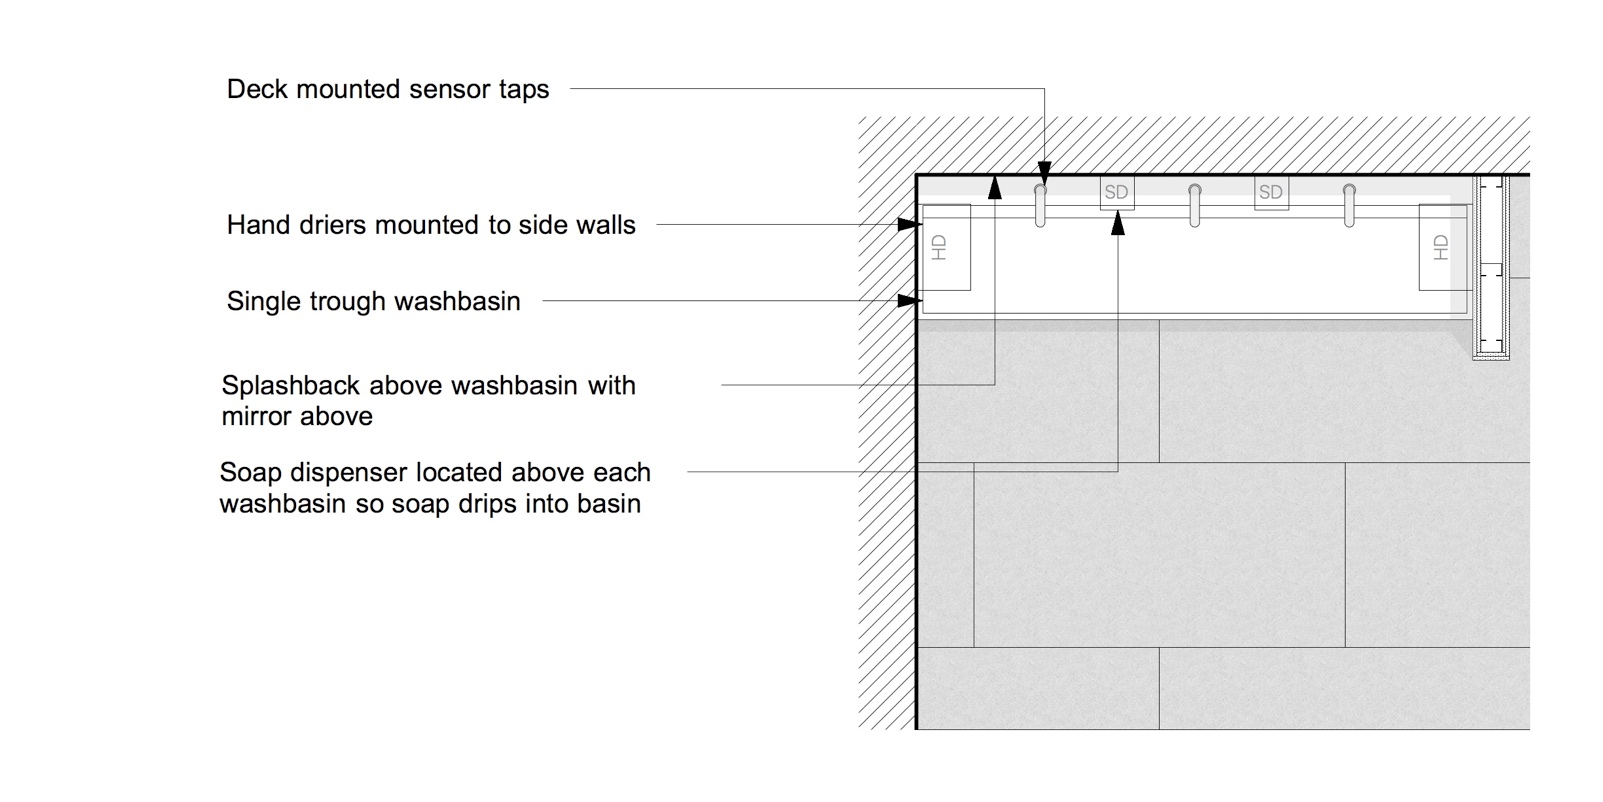 Deck mounted sensor taps
SD
SD
Hand driers mounted to side walls
HD
HD
Single trough washbasin
Splashback above washbasin with
mirror above
Soap dispenser located above each
washbasin so soap drips into basin